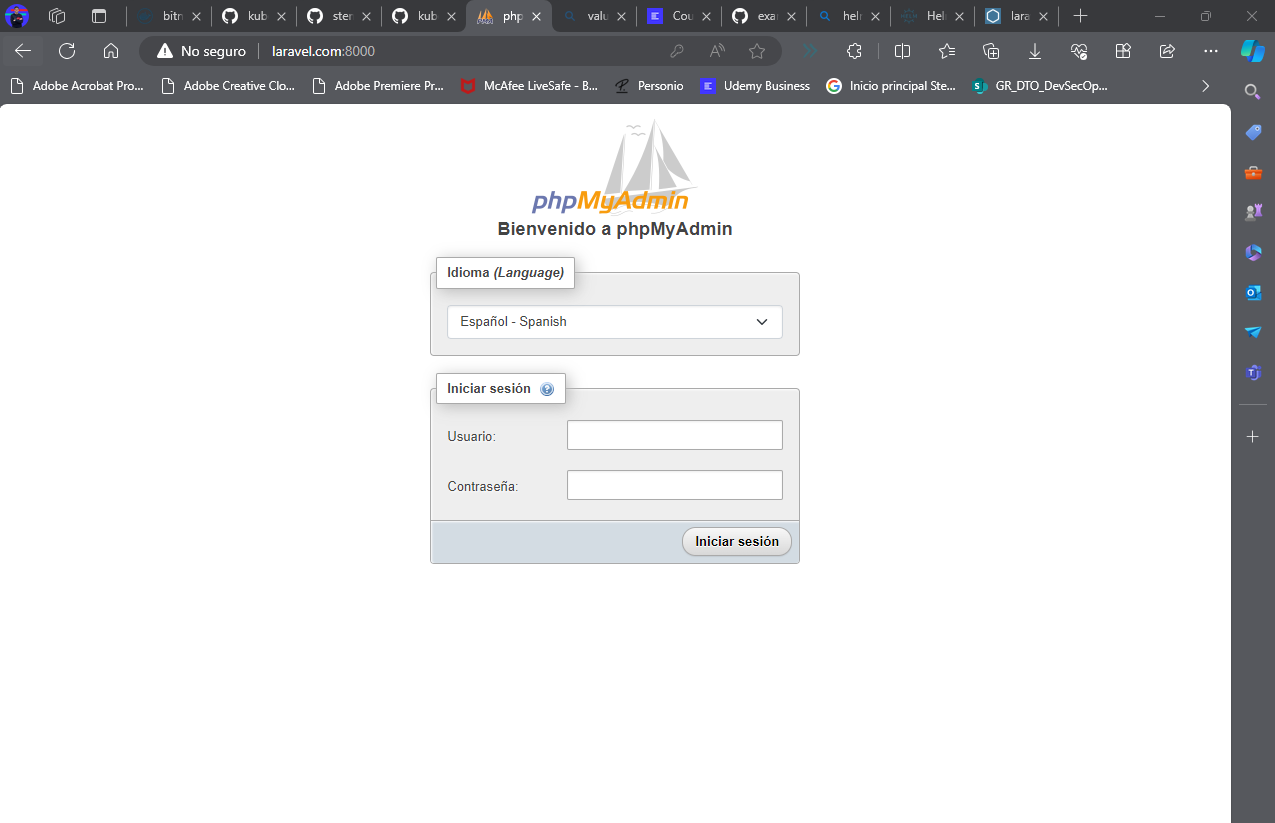 bitn
kub
ster
kub
php
valu
Cou
exa
helr
Hel
lara
No seguro
laravel.com:8000
Adobe Acrobat Pro...
Adobe Creative Clo...
Adobe Premiere Pr...
McAfee LiveSafe - B...
Personio
Udemy Business
Inicio principal Ste...
GR_DTO_DevSecOp...
phpMyAdmin
Bienvenido a phpMyAdmin
Idioma (Language)
Español - Spanish
Iniciar sesión
Usuario:
Contraseña:
Iniciar sesión